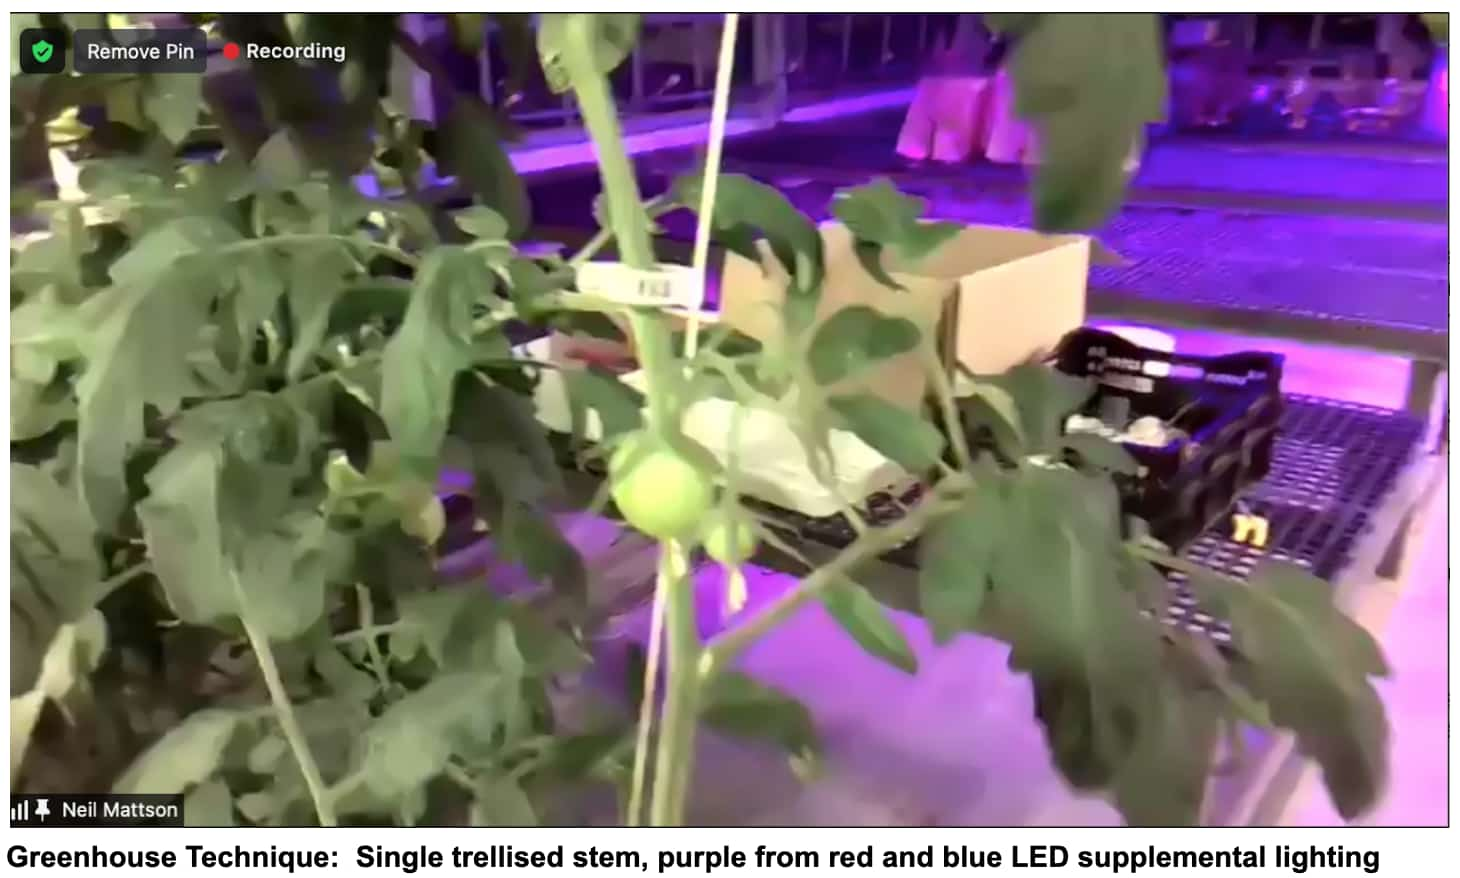 Remove Pin
Recording
Neil Mattson
Greenhouse Technique:  Single trellised stem, purple from red and blue LED supplemental lighting